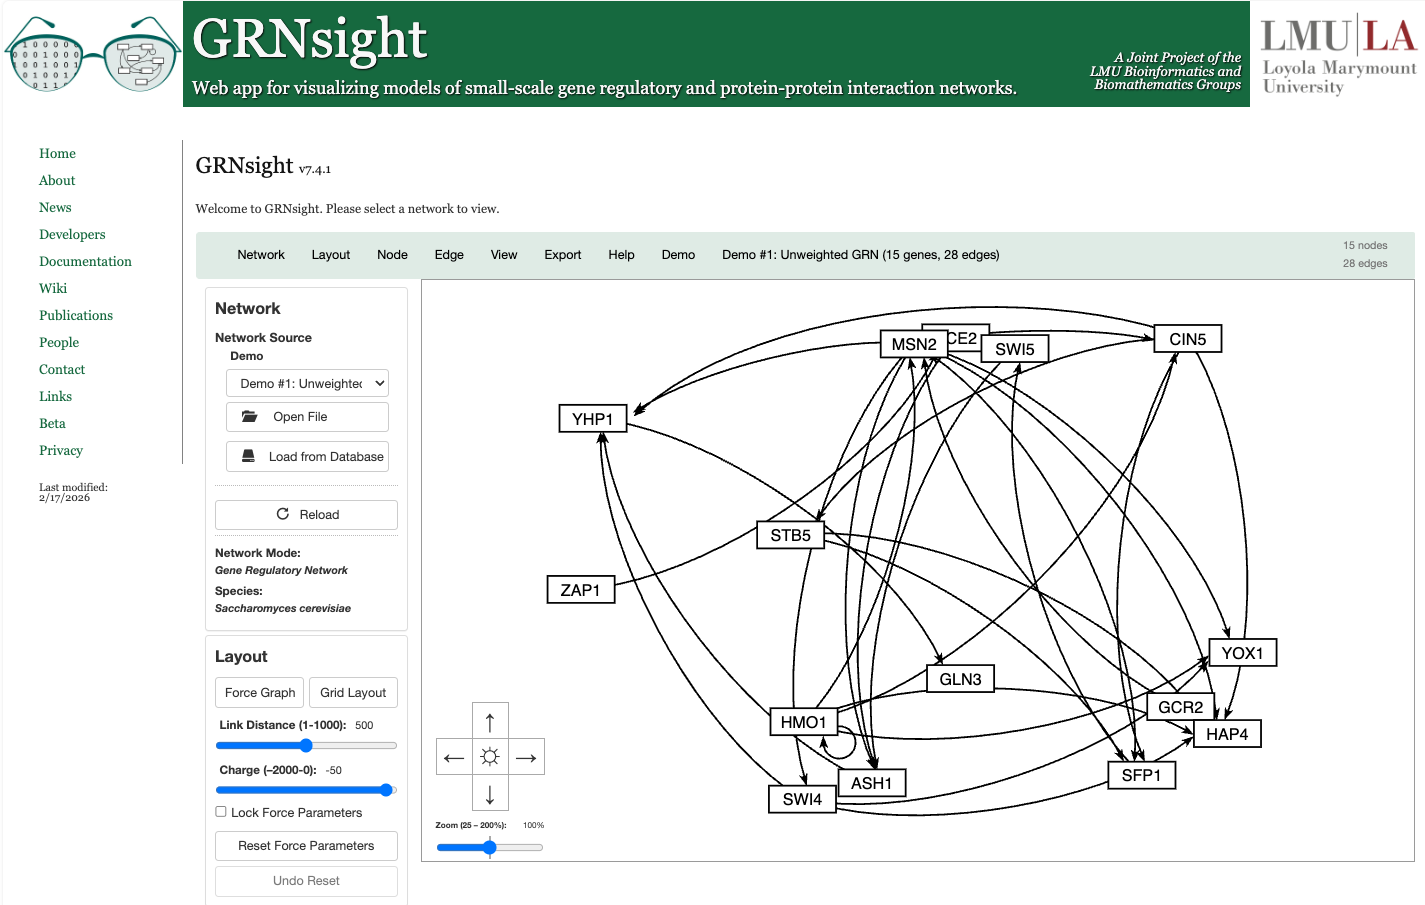 GRNsight
Web app for visualizing models of small-scale gene regulatory and protein-protein interaction networks.
A Joint Project of the
LMU Bioinformatics and
Biomathematics Groups
LMU|LA
Loyola Marymount
University
Home
About
News
Developers
Documentation
Wiki
Publications
People
Contact
Links
Beta
Privacy
Last modified:
2/17/2026
GRNsight v7.4.1
Welcome to GRNsight. Please select a network to view.
Network Layout Node Edge View Export Help Demo Demo #1: Unweighted GRN (15 genes, 28 edges)
15 nodes
28 edges
Network
Network Source
Demo
Demo #1: Unweighted
Open File
Load from Database
Reload
Network Mode:
Gene Regulatory Network
Species:
Saccharomyces cerevisiae
Layout
Force Graph Grid Layout
Link Distance (1-1000): 500
Charge (–2000-0): -50
Lock Force Parameters
Reset Force Parameters
Undo Reset
Zoom (25 – 200%): 100%
MSN2
CE2
SWI5
CIN5
YHP1
STB5
ZAP1
YOX1
GLN3
GCR2
HMO1
HAP4
SFP1
ASH1
SWI4